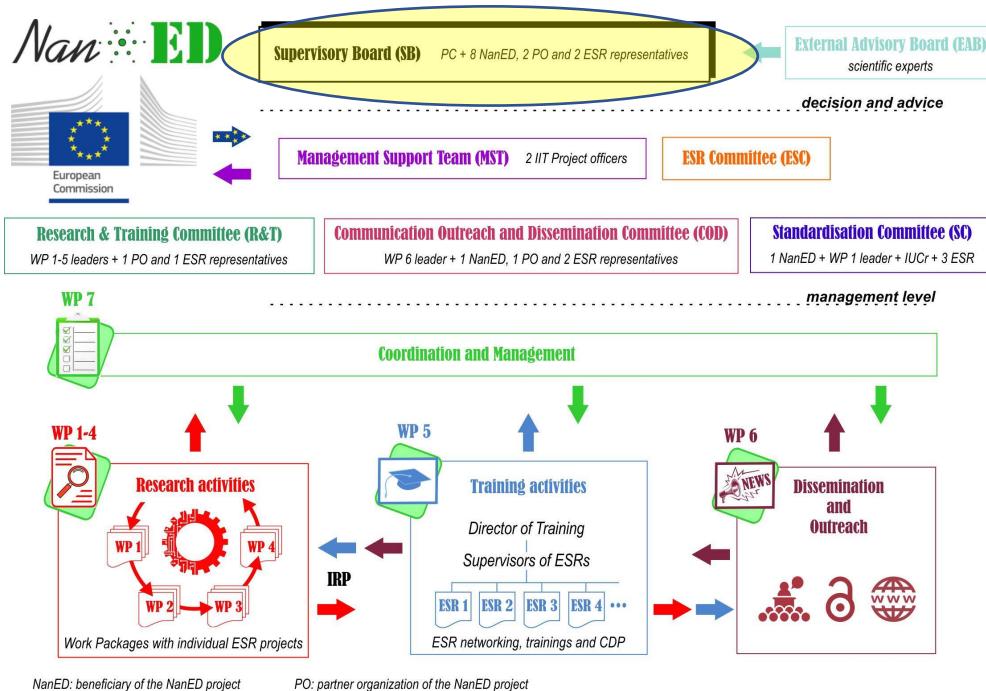 Nan ED
Supervisory Board (SB) PC + 8 NanED, 2 PO and 2 ESR representatives
External Advisory Board (EAB)
scientific experts
decision and advice
European
Commission
Management Support Team (MST) 2 IIT Project officers
ESR Committee (ESC)
Research & Training Committee (R&T)
WP 1-5 leaders + 1 PO and 1 ESR representatives
Communication Outreach and Dissemination Committee (COD)
WP 6 leader + 1 NanED, 1 PO and 2 ESR representatives
Standardisation Committee (SC)
1 NanED + WP 1 leader + IUCr + 3 ESR
management level
WP 7
Coordination and Management
WP 1-4
Research activities
WP 1
WP 4
WP 2
WP 3
Work Packages with individual ESR projects
IRP
WP 5
Training activities
Director of Training
Supervisors of ESRs
ESR 1 ESR 2 ESR 3 ESR 4 •••
ESR networking, trainings and CDP
WP 6
NEWS
Dissemination
and
Outreach
www
NanED: beneficiary of the NanED project PO: partner organization of the NanED project